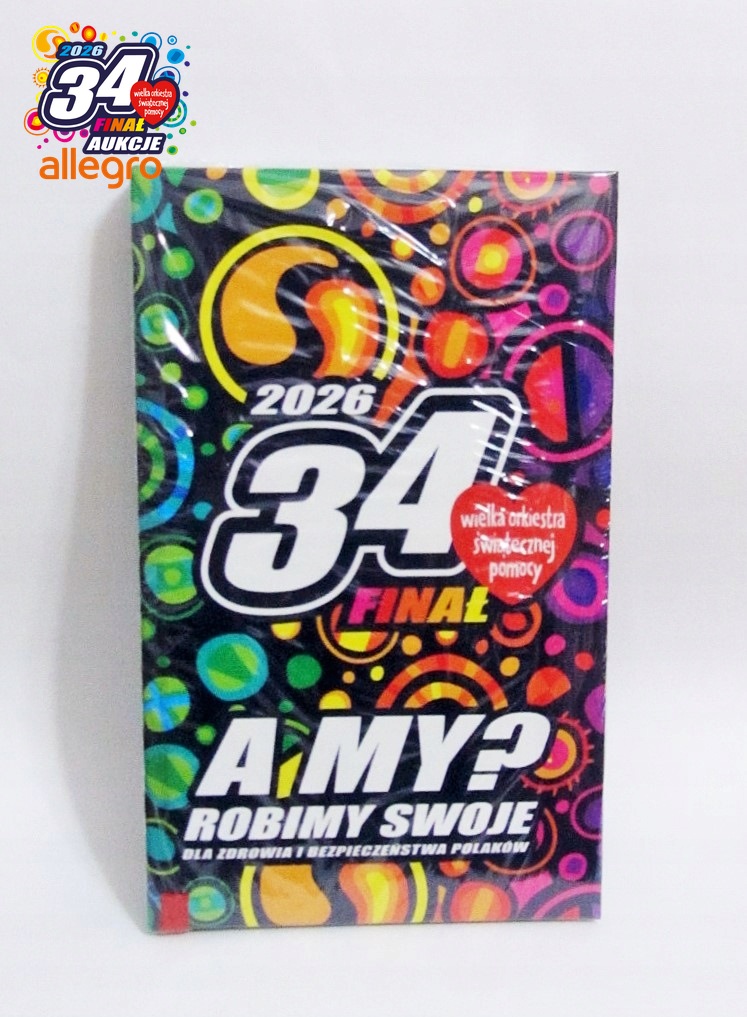 2026
34
wielka orkiestra
świątecznej
pomocy
FINAŁ
AUKCJE
allegro
2026
34
wielka orkiestra
świątecznej
pomocy
FINAŁ
A MY?
ROBIMY SWOJE
DLA ZDROWIA I BEZPIECZEŃSTWA POLAKÓW